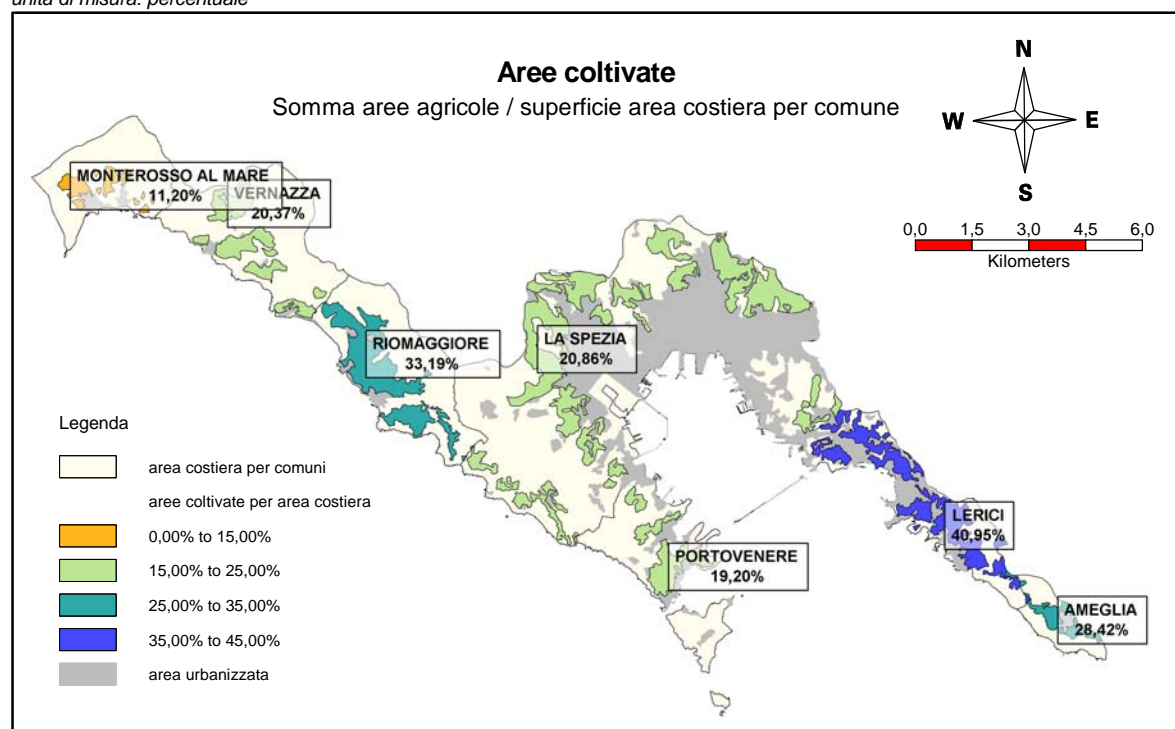 unità di misura: percentuale
Aree coltivate
Somma aree agricole / superficie area costiera per comune
N
W
E
S
0,0 1,5 3,0 4,5 6,0
Kilometers
MONTEROSSO AL MARE
11,20%
VERNAZZA
20,37%
RIOMAGGIORE
33,19%
LA SPEZIA
20,86%
PORTOVENERE
19,20%
LERICI
40,95%
AMEGLIA
28,42%
Legenda
area costiera per comuni
aree coltivate per area costiera
0,00% to 15,00%
15,00% to 25,00%
25,00% to 35,00%
35,00% to 45,00%
area urbanizzata